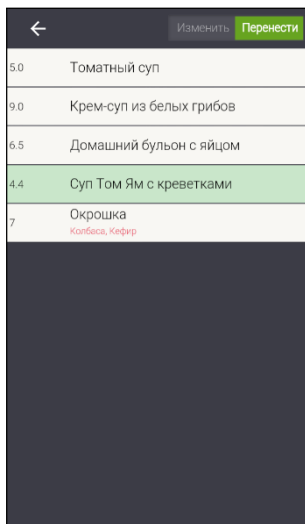 Изменить Перенести
5.0 Томатный суп
9.0 Крем-суп из белых грибов
6.5 Домашний бульон с яйцом
4.4 Суп Том Ям с креветками
7 Окрошка
Колбаса, Кефир